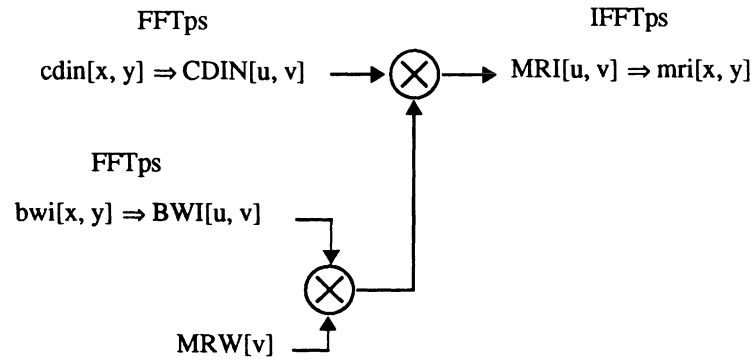 FFTps
IFFTps
cdin[x, y] ⇒ CDIN[u, v]
MRI[u, v] ⇒ mri[x, y]
FFTps
bwi[x, y] ⇒ BWI[u, v]
MRW[v]